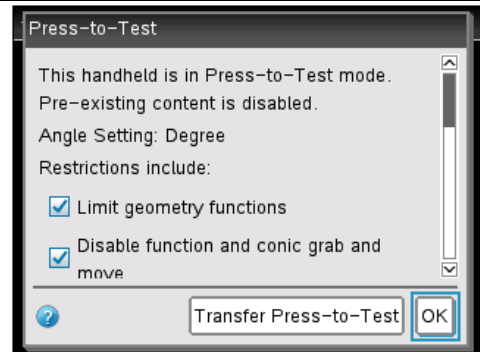 Press-to-Test
This handheld is in Press-to-Test mode.
Pre-existing content is disabled.
Angle Setting: Degree
Restrictions include:
Limit geometry functions
Disable function and conic grab and
move
?
Transfer Press-to-Test
OK